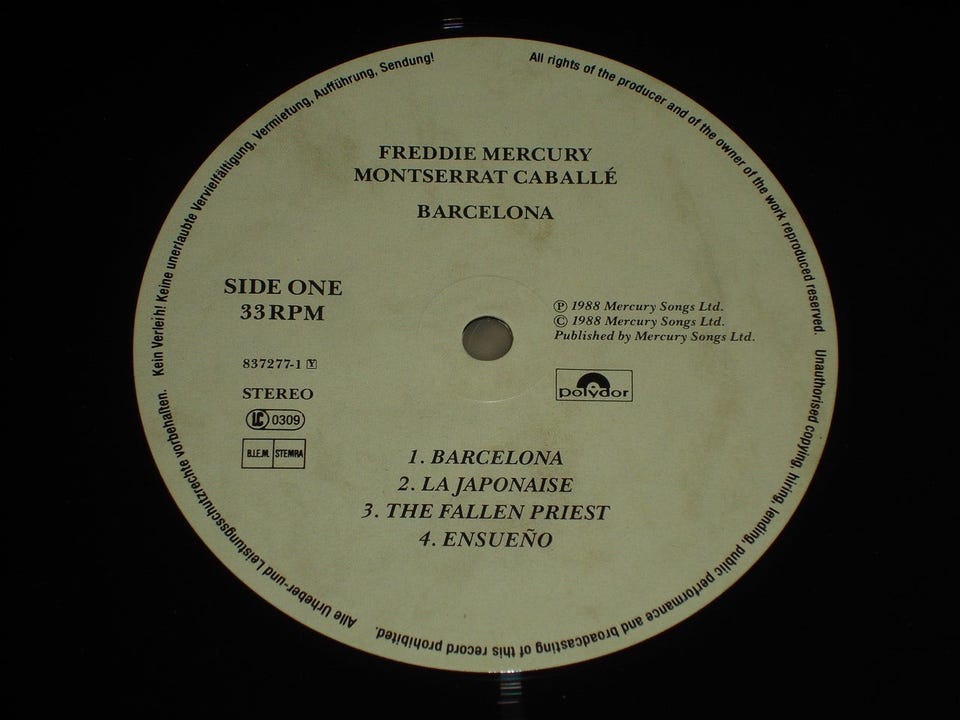 FREDDIE MERCURY
MONTSERRAT CABALLÉ
BARCELONA
SIDE ONE
33 RPM
837277-1 Y
STEREO
LC 0309
B.I.E.M. STEMRA
℗ 1988 Mercury Songs Ltd.
© 1988 Mercury Songs Ltd.
Published by Mercury Songs Ltd.
polydor
1. BARCELONA
2. LA JAPONAISE
3. THE FALLEN PRIEST
4. ENSUEÑO
All rights of the producer and of the owner of the work reproduced reserved. Unauthorised copying, hiring, lending, public performance and broadcasting of this record prohibited.
Alle Urheber-und Leistungsschutzrechte vorbehalten. Kein Verleih! Keine unerlaubte Vervielfältigung, Vermietung, Aufführung, Sendung!